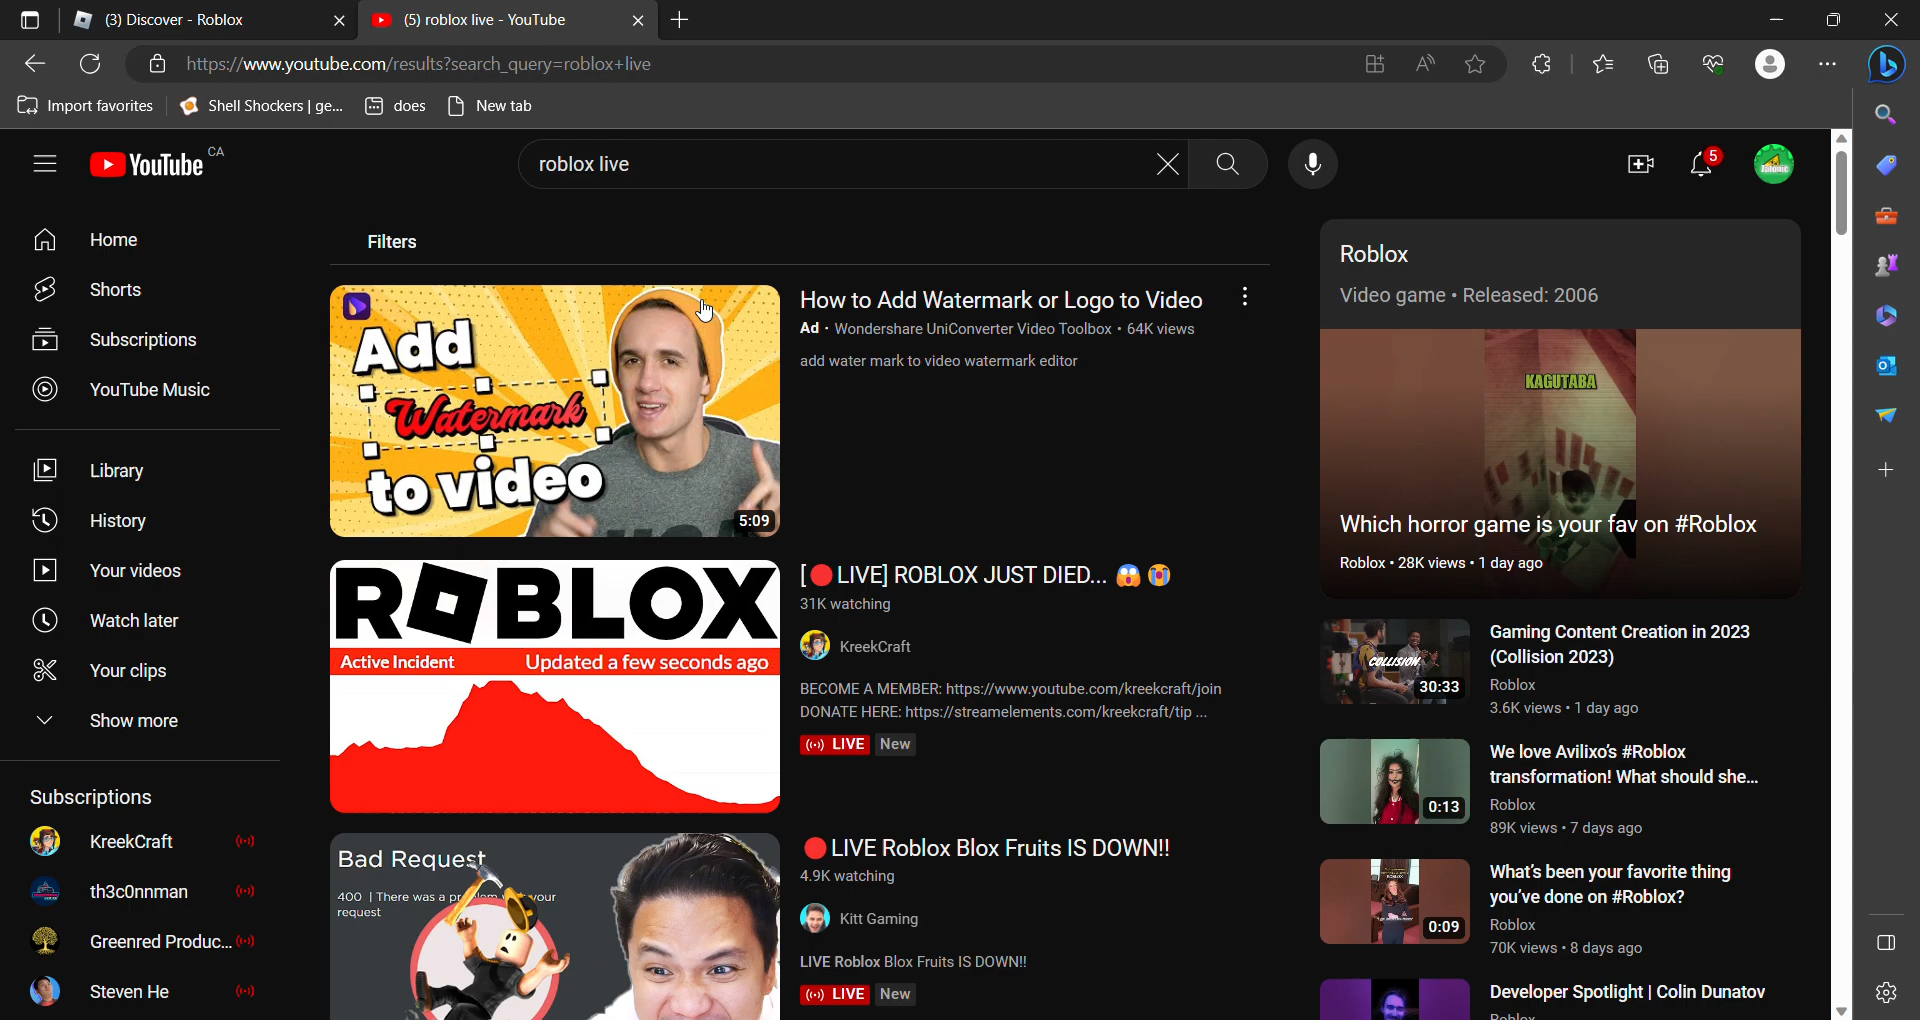 (3) Discover - Roblox
(5) roblox live - YouTube
https://www.youtube.com/results?search_query=roblox+live
Import favorites
Shell Shockers | ge...
does
New tab
YouTube CA
roblox live
5
Jatomic
Home
Shorts
Subscriptions
YouTube Music
Library
History
Your videos
Watch later
Your clips
Show more
Subscriptions
KreekCraft
th3c0nnman
Greenred Produc...
Steven He
Filters
Add
Watermark
to video
5:09
How to Add Watermark or Logo to Video
Ad · Wondershare UniConverter Video Toolbox • 64K views
add water mark to video watermark editor
ROBLOX
Active Incident Updated a few seconds ago
[🔴LIVE] ROBLOX JUST DIED... 😱😭
31K watching
KreekCraft
BECOME A MEMBER: https://www.youtube.com/kreekcraft/join
DONATE HERE: https://streamelements.com/kreekcraft/tip ...
LIVE New
Bad Request
400 | There was a problem your
request
🔴LIVE Roblox Blox Fruits IS DOWN!!
4.9K watching
Kitt Gaming
LIVE Roblox Blox Fruits IS DOWN!!
LIVE New
Roblox
Video game • Released: 2006
KAGUTABA
Which horror game is your fav on #Roblox
Roblox • 28K views • 1 day ago
COLLISION
30:33
Gaming Content Creation in 2023
(Collision 2023)
Roblox
3.6K views • 1 day ago
0:13
We love Avilixo's #Roblox
transformation! What should she...
Roblox
89K views • 7 days ago
0:09
What's been your favorite thing
you've done on #Roblox?
Roblox
70K views • 8 days ago
Developer Spotlight | Colin Dunatov
Roblox